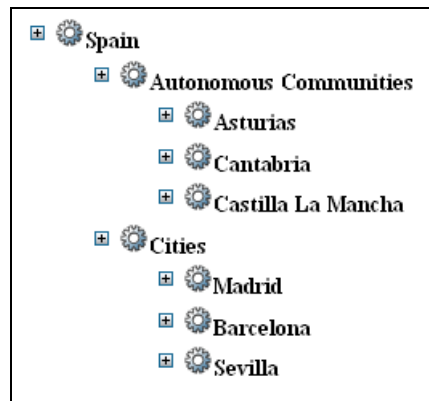 Spain
Autonomous Communities
Asturias
Cantabria
Castilla La Mancha
Cities
Madrid
Barcelona
Sevilla